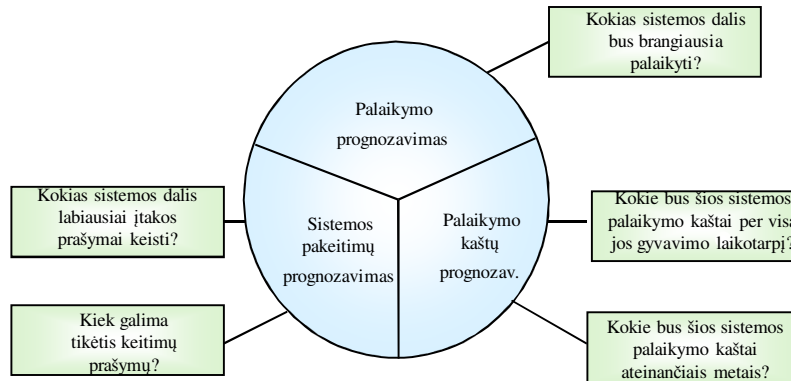 Kokias sistemos dalis
bus brangiausia
palaikyti?
Palaikymo
prognozavimas
Kokias sistemos dalis
labiausiai įtakos
prašymai keisti?
Sistemos
pakeitimų
prognozavimas
Palaikymo
kaštų
prognozav.
Kokie bus šios sistemos
palaikymo kaštai per visą
jos gyvavimo laikotarpį?
Kiek galima
tikėtis keitimų
prašymų?
Kokie bus šios sistemos
palaikymo kaštai
ateinančiais metais?